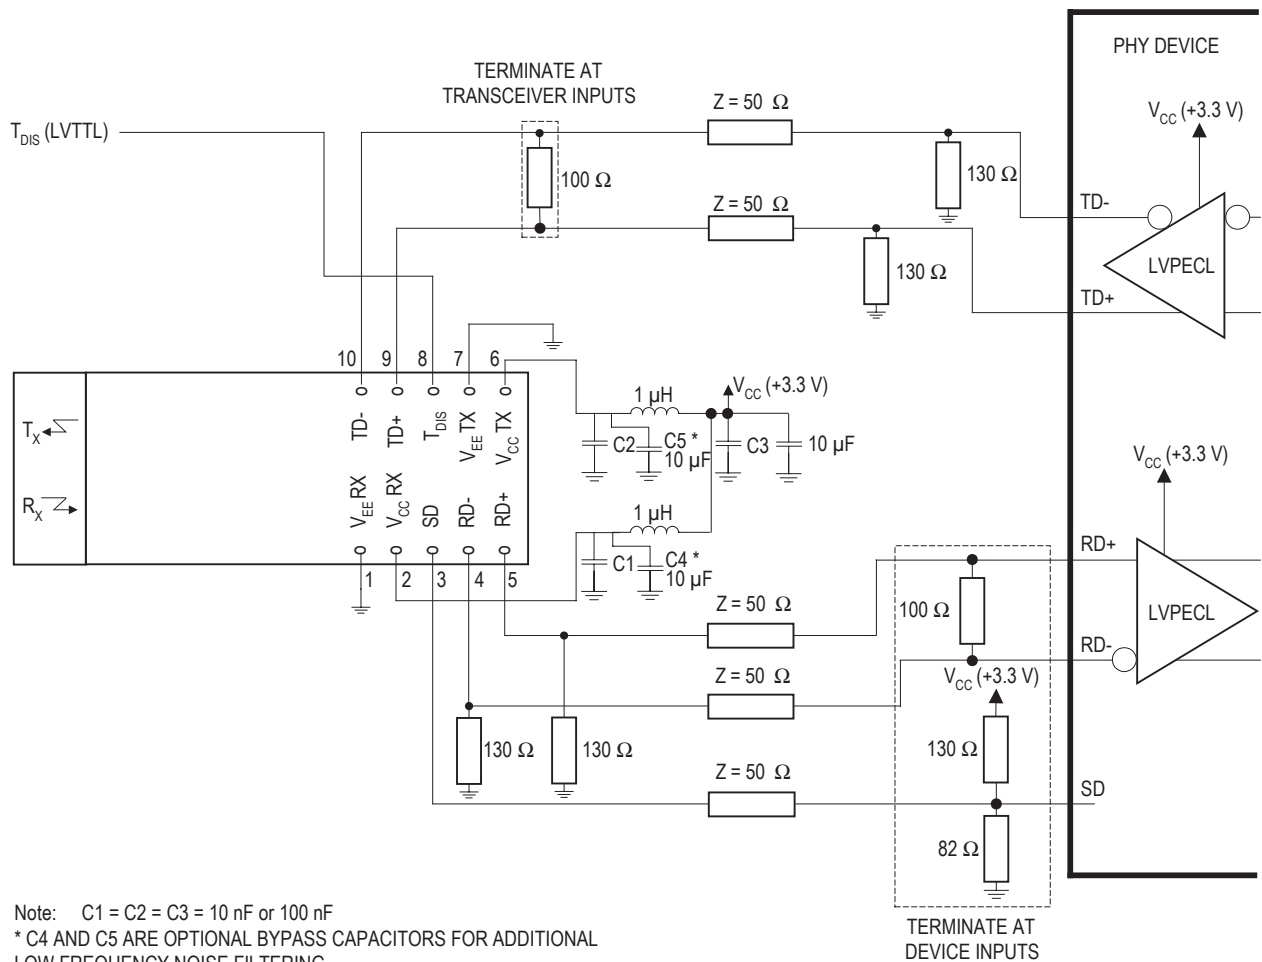 PHY DEVICE
TERMINATE AT
TRANSCEIVER INPUTS
Z = 50 Ω
VCC (+3.3 V)
TDIS (LVTTL)
100 Ω
130 Ω
TD-
Z = 50 Ω
LVPECL
130 Ω
TD+
10 9 8 7 6
TX
RX
TD-
TD+
TDIS
VEE TX
VCC TX
VEE RX
VCC RX
SD
RD-
RD+
1 2 3 4 5
1 µH
VCC (+3.3 V)
C2
C5 *
10 µF
C3
10 µF
1 µH
C1
C4 *
10 µF
VCC (+3.3 V)
RD+
Z = 50 Ω
100 Ω
LVPECL
RD-
Z = 50 Ω
VCC (+3.3 V)
130 Ω
130 Ω
130 Ω
Z = 50 Ω
SD
82 Ω
Note: C1 = C2 = C3 = 10 nF or 100 nF
* C4 AND C5 ARE OPTIONAL BYPASS CAPACITORS FOR ADDITIONAL
LOW FREQUENCY NOISE FILTERING
TERMINATE AT
DEVICE INPUTS